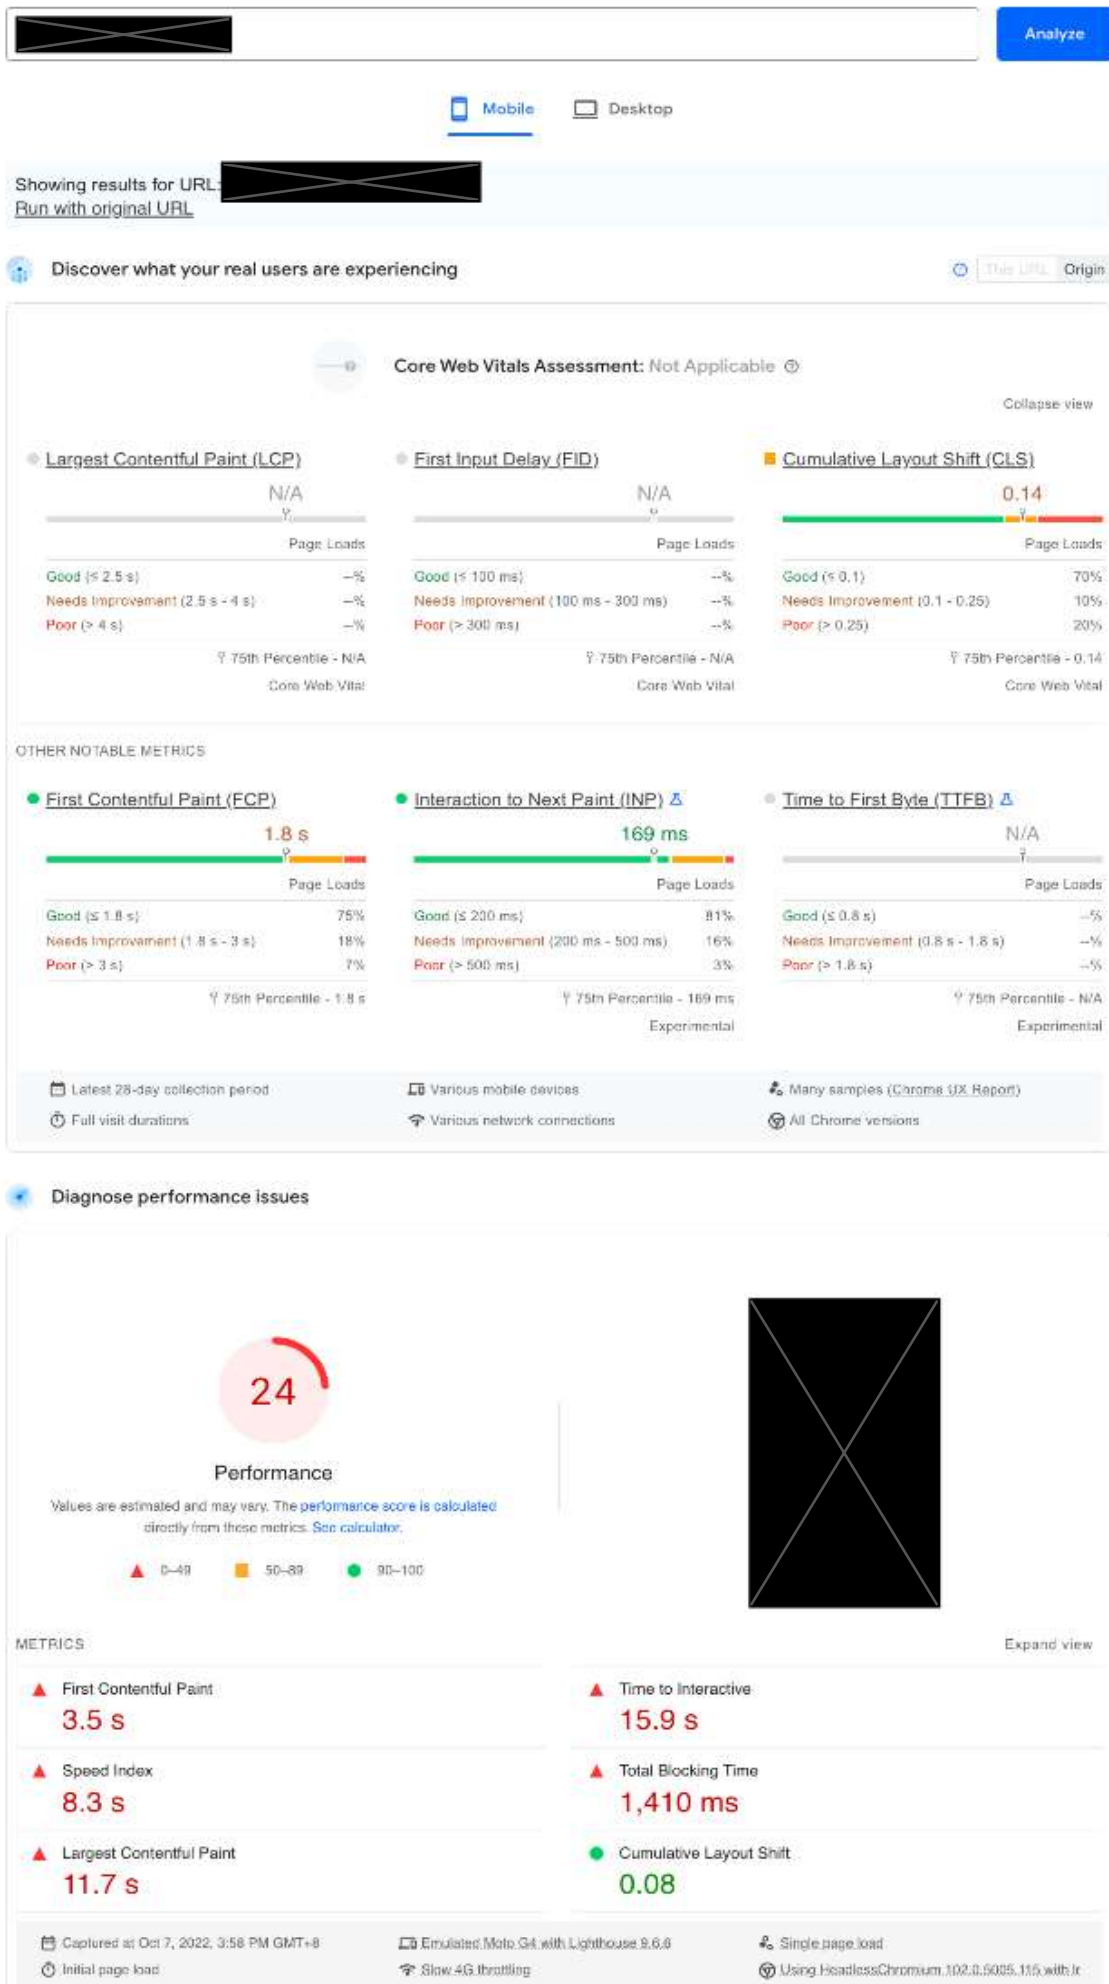 Analyze
Mobile Desktop
Showing results for URL:
Run with original URL
Discover what your real users are experiencing This URL Origin
Core Web Vitals Assessment: Not Applicable
Collapse view
Largest Contentful Paint (LCP) First Input Delay (FID) Cumulative Layout Shift (CLS)
N/A N/A 0.14
Page Loads Page Loads Page Loads
Good (≤ 2.5 s) --% Good (≤ 100 ms) --% Good (≤ 0.1) 70%
Needs Improvement (2.5 s - 4 s) --% Needs Improvement (100 ms - 300 ms) --% Needs Improvement (0.1 - 0.25) 10%
Poor (> 4 s) --% Poor (> 300 ms) --% Poor (> 0.25) 20%
75th Percentile - N/A 75th Percentile - N/A 75th Percentile - 0.14
Core Web Vital Core Web Vital Core Web Vital
OTHER NOTABLE METRICS
First Contentful Paint (FCP) Interaction to Next Paint (INP) Time to First Byte (TTFB)
1.8 s 169 ms N/A
Page Loads Page Loads Page Loads
Good (≤ 1.8 s) 75% Good (≤ 200 ms) 81% Good (≤ 0.8 s) --%
Needs Improvement (1.8 s - 3 s) 18% Needs Improvement (200 ms - 500 ms) 16% Needs Improvement (0.8 s - 1.8 s) --%
Poor (> 3 s) 7% Poor (> 500 ms) 3% Poor (> 1.8 s) --%
75th Percentile - 1.8 s 75th Percentile - 169 ms 75th Percentile - N/A
Experimental Experimental
Latest 28-day collection period Various mobile devices Many samples (Chrome UX Report)
Full visit durations Various network connections All Chrome versions
Diagnose performance issues
24
Performance
Values are estimated and may vary. The performance score is calculated
directly from these metrics. See calculator.
0–49 50–89 90–100
METRICS Expand view
First Contentful Paint Time to Interactive
3.5 s 15.9 s
Speed Index Total Blocking Time
8.3 s 1,410 ms
Largest Contentful Paint Cumulative Layout Shift
11.7 s 0.08
Captured at Oct 7, 2022, 3:58 PM GMT+8 Emulated Moto G4 with Lighthouse 9.6.6 Single page load
Initial page load Slow 4G throttling Using HeadlessChromium 102.0.5005.115 with lr